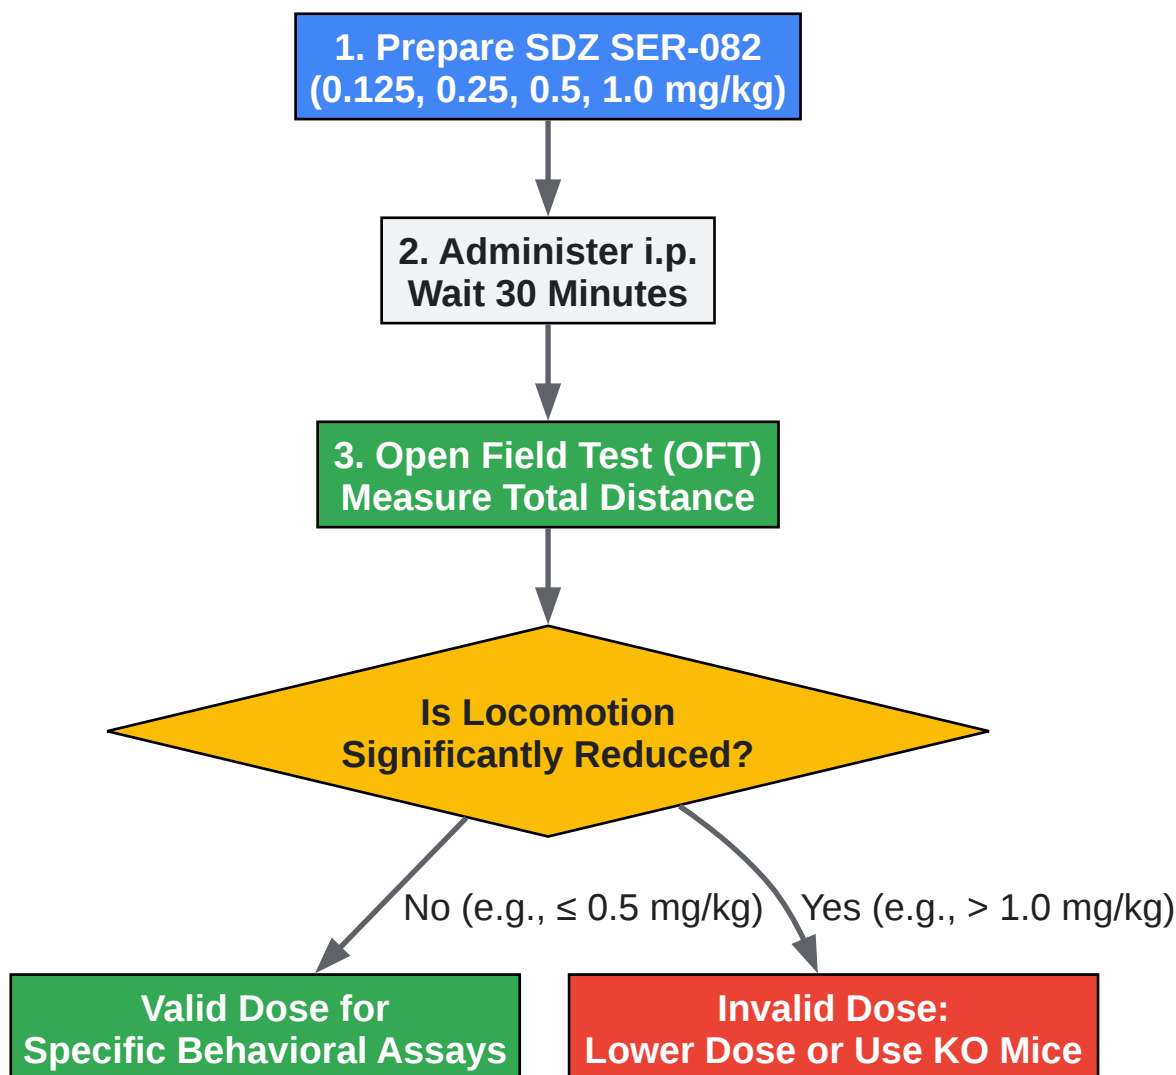 1. Prepare SDZ SER-082
(0.125, 0.25, 0.5, 1.0 mg/kg)
2. Administer i.p.
Wait 30 Minutes
3. Open Field Test (OFT)
Measure Total Distance
Is Locomotion
Significantly Reduced?
No (e.g., ≤ 0.5 mg/kg)
Yes (e.g., > 1.0 mg/kg)
Valid Dose for
Specific Behavioral Assays
Invalid Dose:
Lower Dose or Use KO Mice